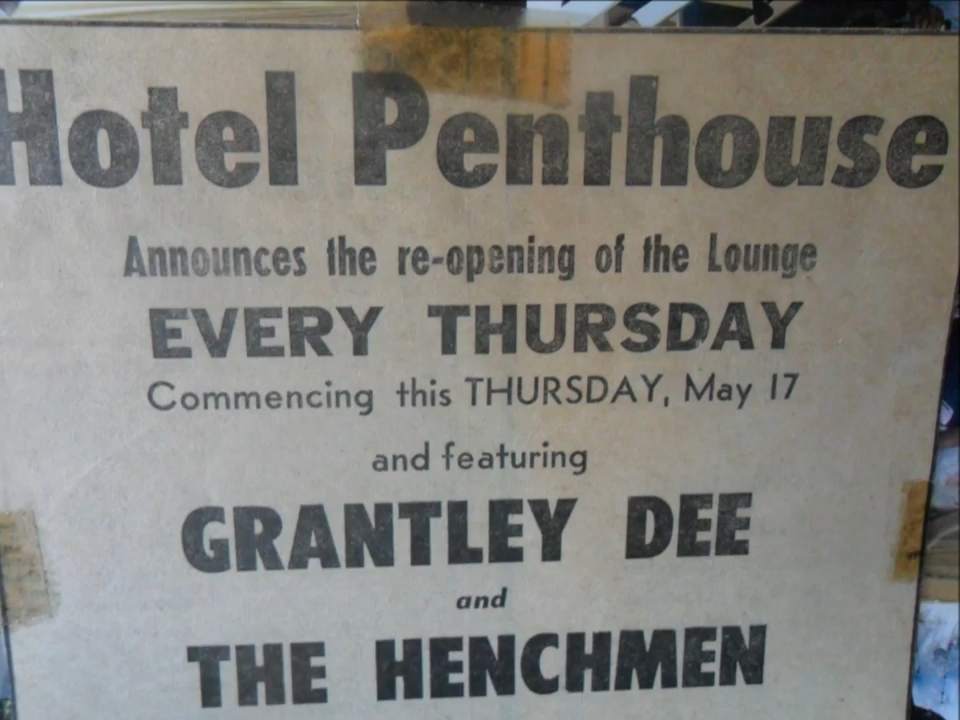 Hotel Penthouse
Announces the re-opening of the Lounge
EVERY THURSDAY
Commencing this THURSDAY, May 17
and featuring
GRANTLEY DEE
and
THE HENCHMEN